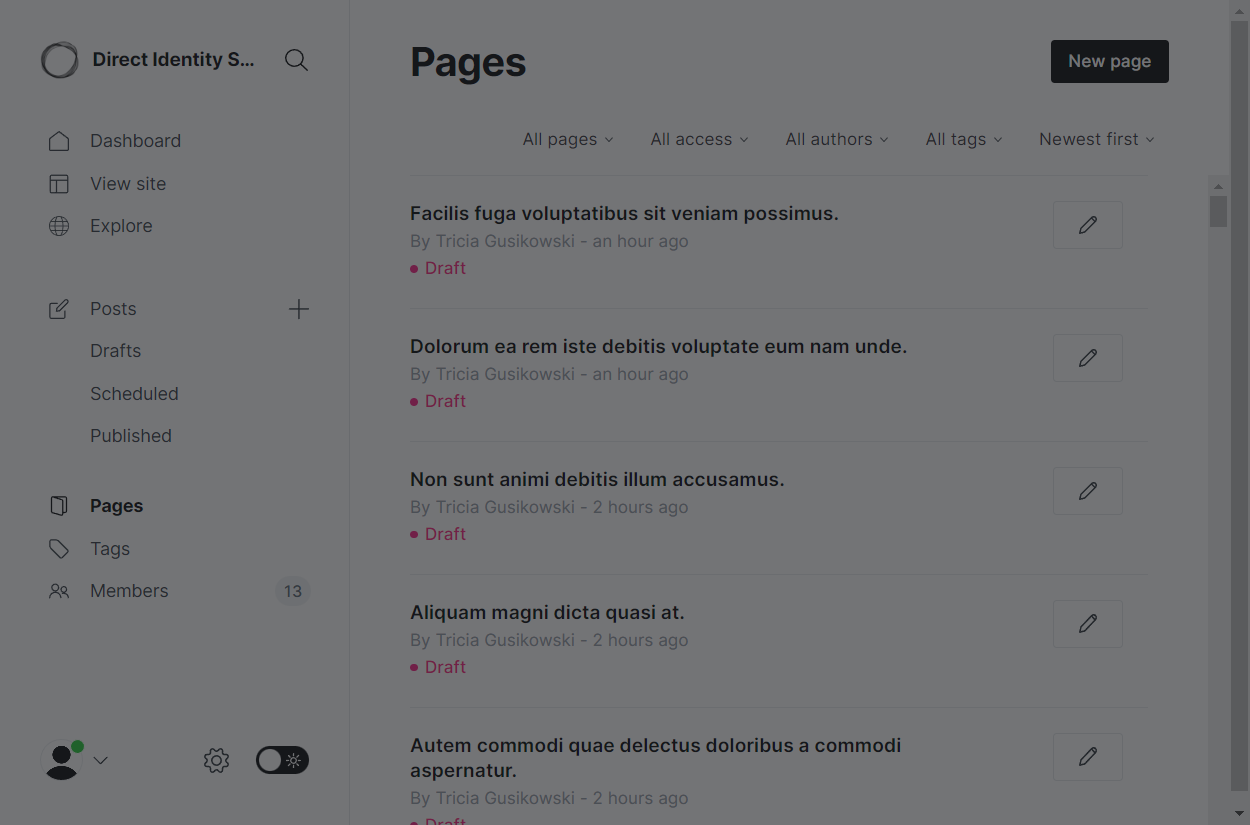 Direct Identity S...
Dashboard
View site
Explore
Posts
Drafts
Scheduled
Published
Pages
Tags
Members
13
Pages
New page
All pages
All access
All authors
All tags
Newest first
Facilis fuga voluptatibus sit veniam possimus.
By Tricia Gusikowski - an hour ago
Draft
Dolorum ea rem iste debitis voluptate eum nam unde.
By Tricia Gusikowski - an hour ago
Draft
Non sunt animi debitis illum accusamus.
By Tricia Gusikowski - 2 hours ago
Draft
Aliquam magni dicta quasi at.
By Tricia Gusikowski - 2 hours ago
Draft
Autem commodi quae delectus doloribus a commodi
aspernatur.
By Tricia Gusikowski - 2 hours ago
Draft